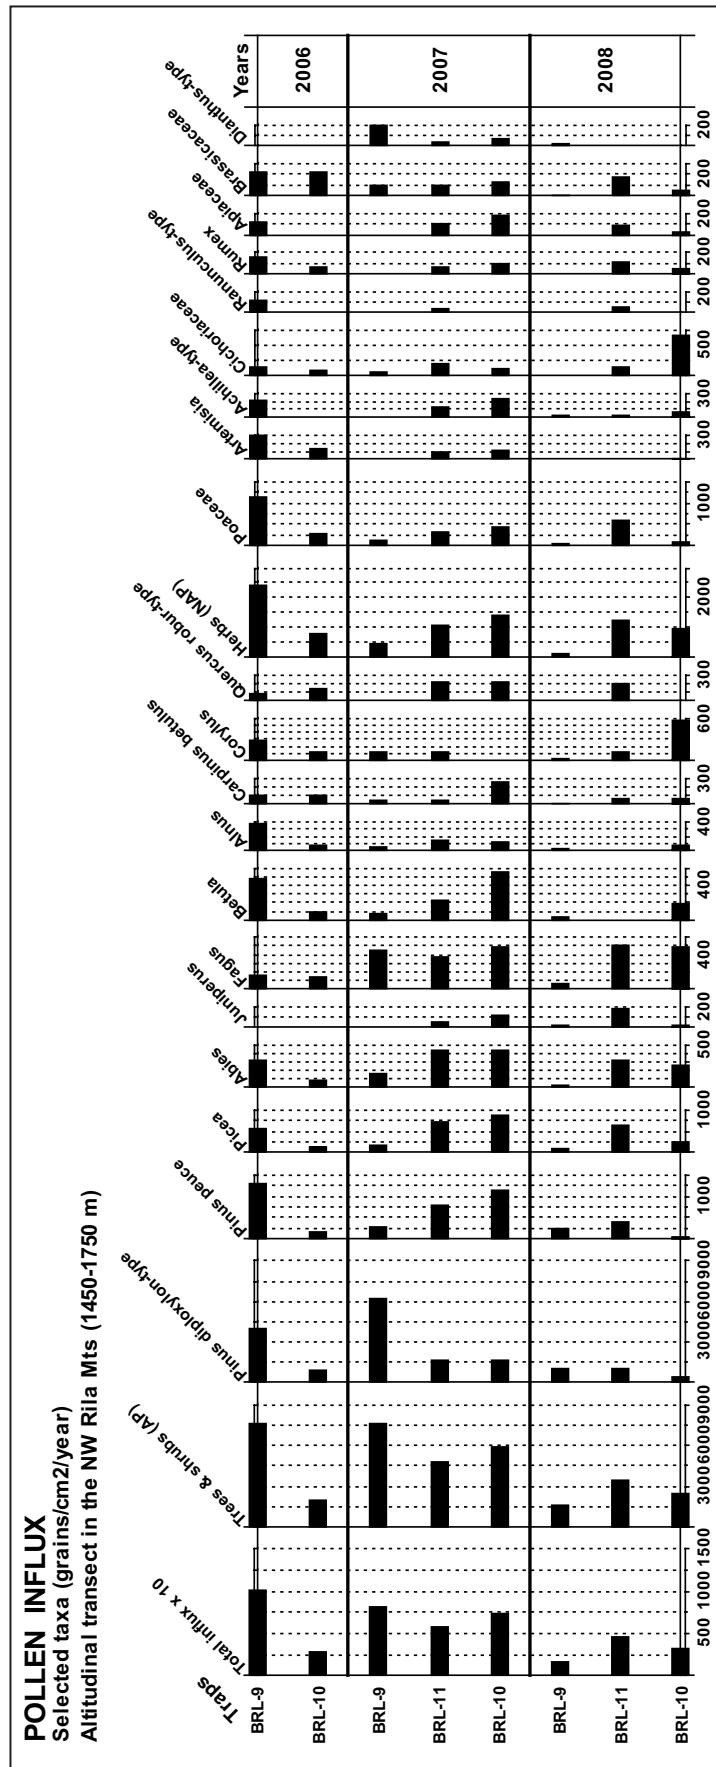 POLLEN INFLUX
Selected taxa (grains/cm2/year)
Altitudinal transect in the NW Rila Mts (1450-1750 m)
Traps
Total influx x 10
Trees & shrubs (AP)
Pinus diploxylon-type
Pinus peuce
Picea
Abies
Juniperus
Fagus
Betula
Alnus
Carpinus betulus
Corylus
Quercus robur-type
Herbs (NAP)
Poaceae
Artemisia
Achillea-type
Cichoriaceae
Ranunculus-type
Rumex
Apiaceae
Brassicaceae
Dianthus-type
Years
BRL-9
BRL-10
2006
BRL-9
BRL-11
BRL-10
2007
BRL-9
BRL-11
BRL-10
2008
500 1000 1500
3000 6000 9000
3000 6000 9000
1000
1000
500
200
400
400
400
300
600
300
2000
1000
300
300
500
200
200
200
200
200